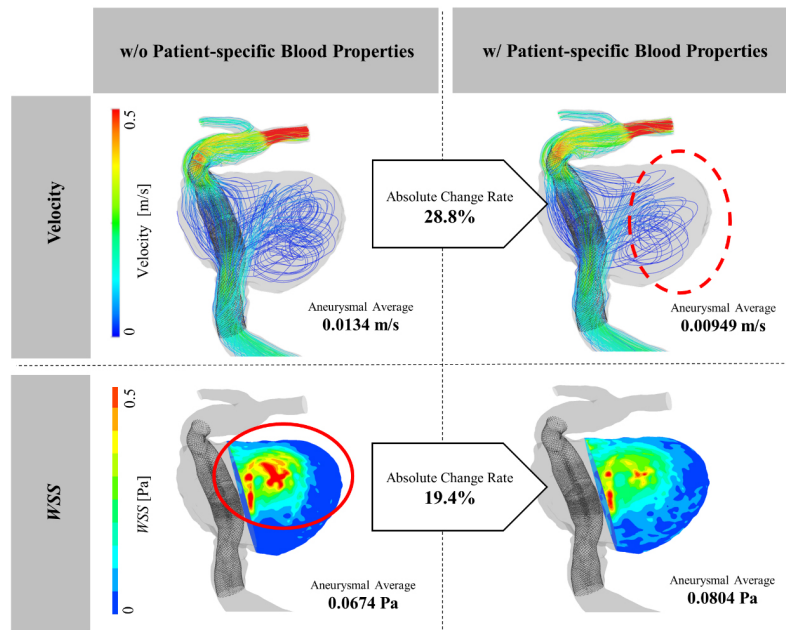 w/o Patient-specific Blood Properties
w/ Patient-specific Blood Properties
Velocity
0.5
Velocity [m/s]
0
Absolute Change Rate
28.8%
Aneurysmal Average
0.0134 m/s
Aneurysmal Average
0.00949 m/s
WSS
0.5
WSS [Pa]
0
Absolute Change Rate
19.4%
Aneurysmal Average
0.0674 Pa
Aneurysmal Average
0.0804 Pa